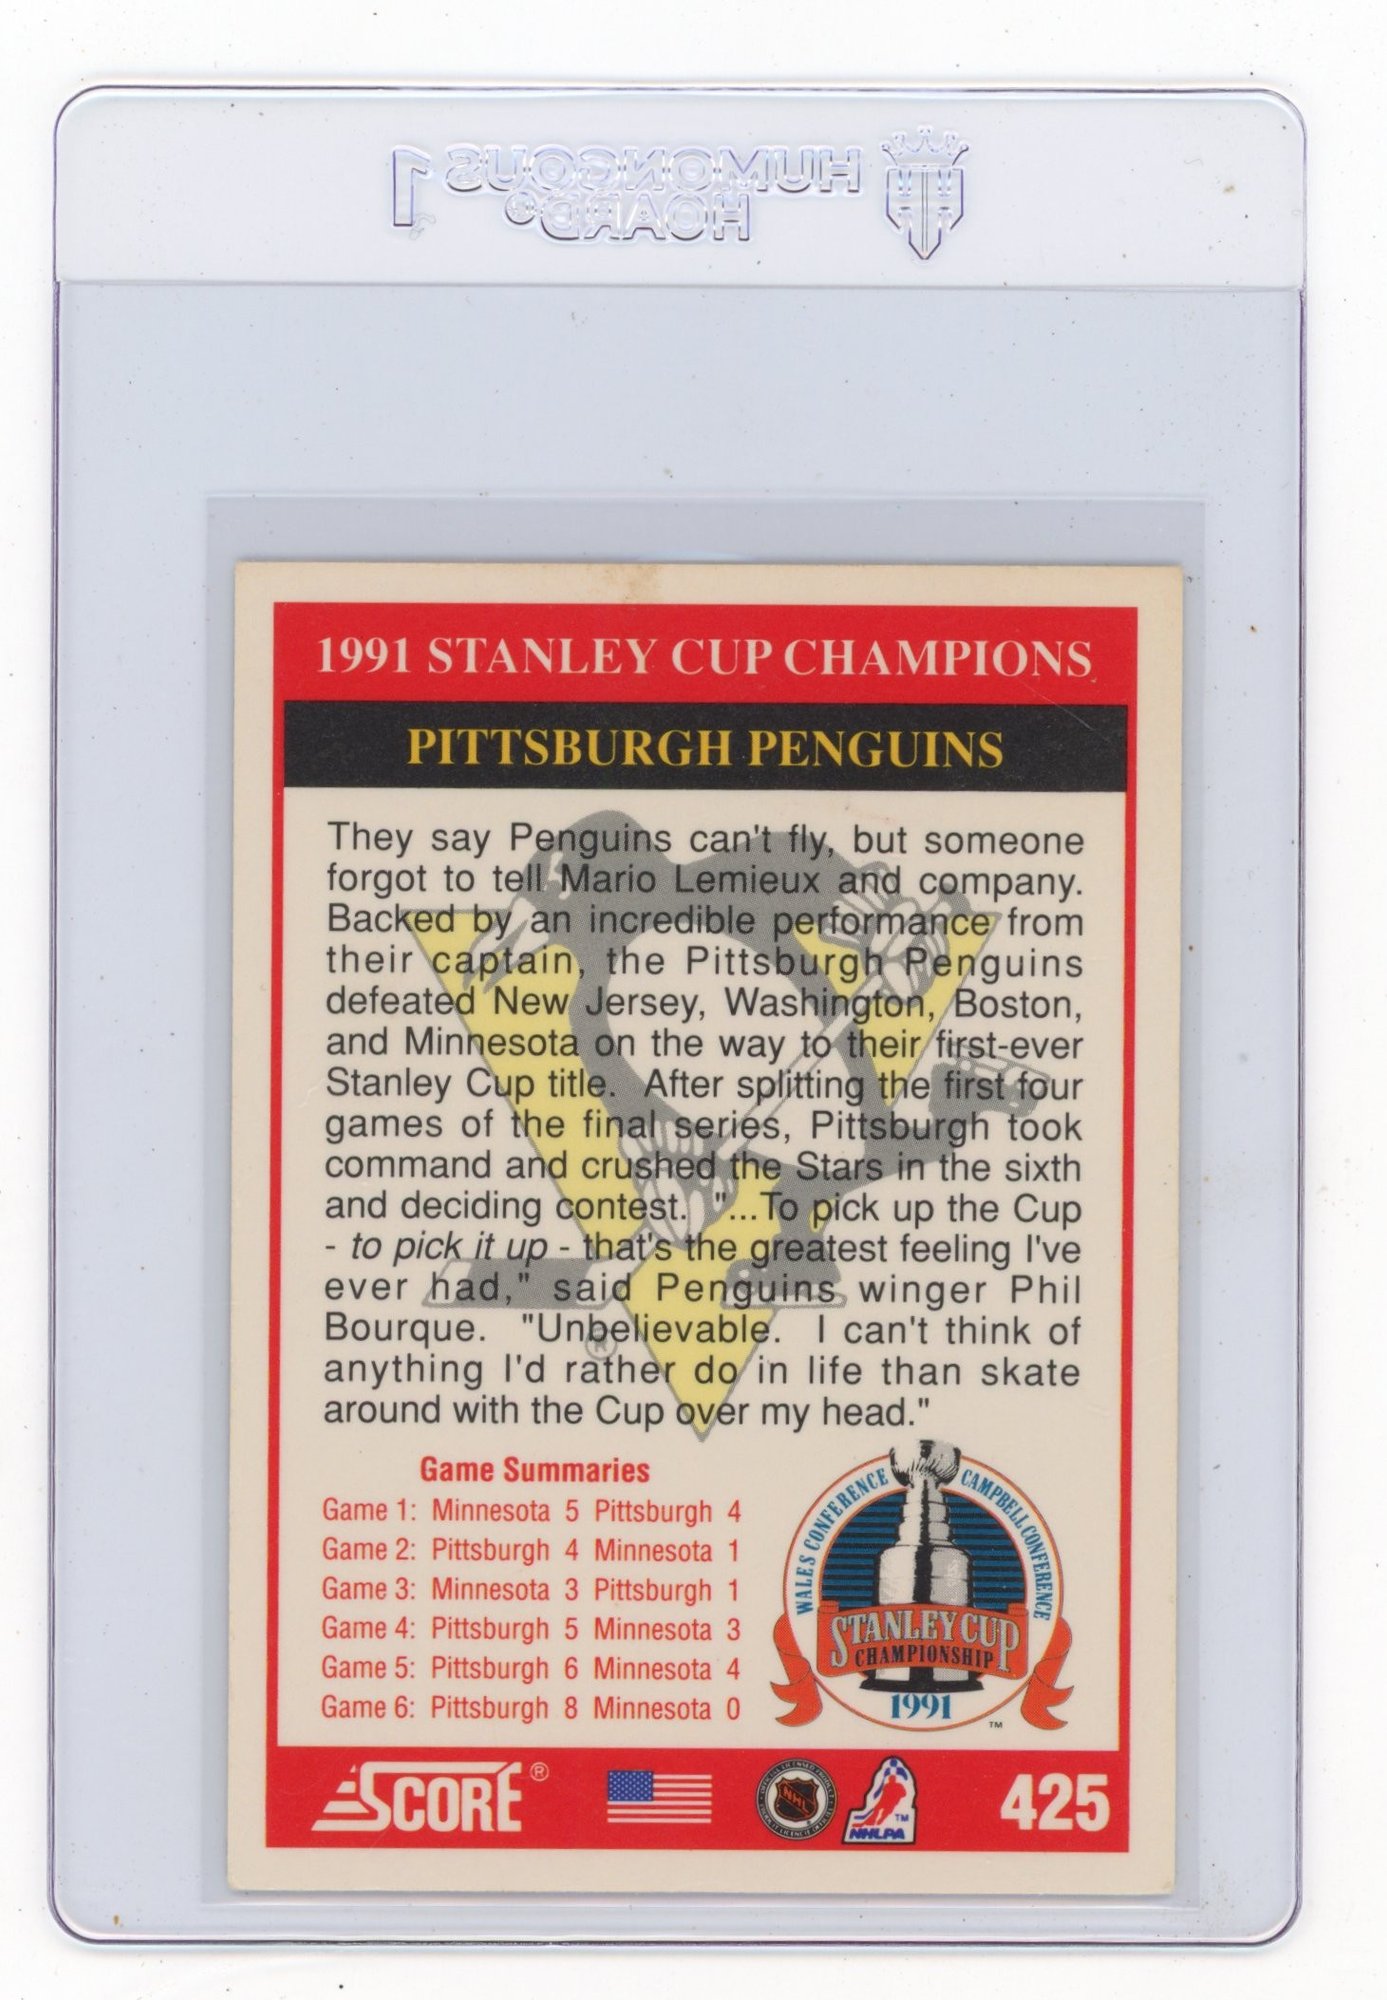 HUMONGOUS 1
HOARD®
1991 STANLEY CUP CHAMPIONS
PITTSBURGH PENGUINS
They say Penguins can't fly, but someone
forgot to tell Mario Lemieux and company.
Backed by an incredible performance from
their captain, the Pittsburgh Penguins
defeated New Jersey, Washington, Boston,
and Minnesota on the way to their first-ever
Stanley Cup title. After splitting the first four
games of the final series, Pittsburgh took
command and crushed the Stars in the sixth
and deciding contest. "...To pick up the Cup
- to pick it up - that's the greatest feeling I've
ever had," said Penguins winger Phil
Bourque. "Unbelievable. I can't think of
anything I'd rather do in life than skate
around with the Cup over my head."
®
Game Summaries
Game 1: Minnesota 5 Pittsburgh 4
Game 2: Pittsburgh 4 Minnesota 1
Game 3: Minnesota 3 Pittsburgh 1
Game 4: Pittsburgh 5 Minnesota 3
Game 5: Pittsburgh 6 Minnesota 4
Game 6: Pittsburgh 8 Minnesota 0
WALES CONFERENCE CAMPBELL CONFERENCE
STANLEY CUP
CHAMPIONSHIP
1991
TM
SCORE®
NHL
TM
NHLPA
425